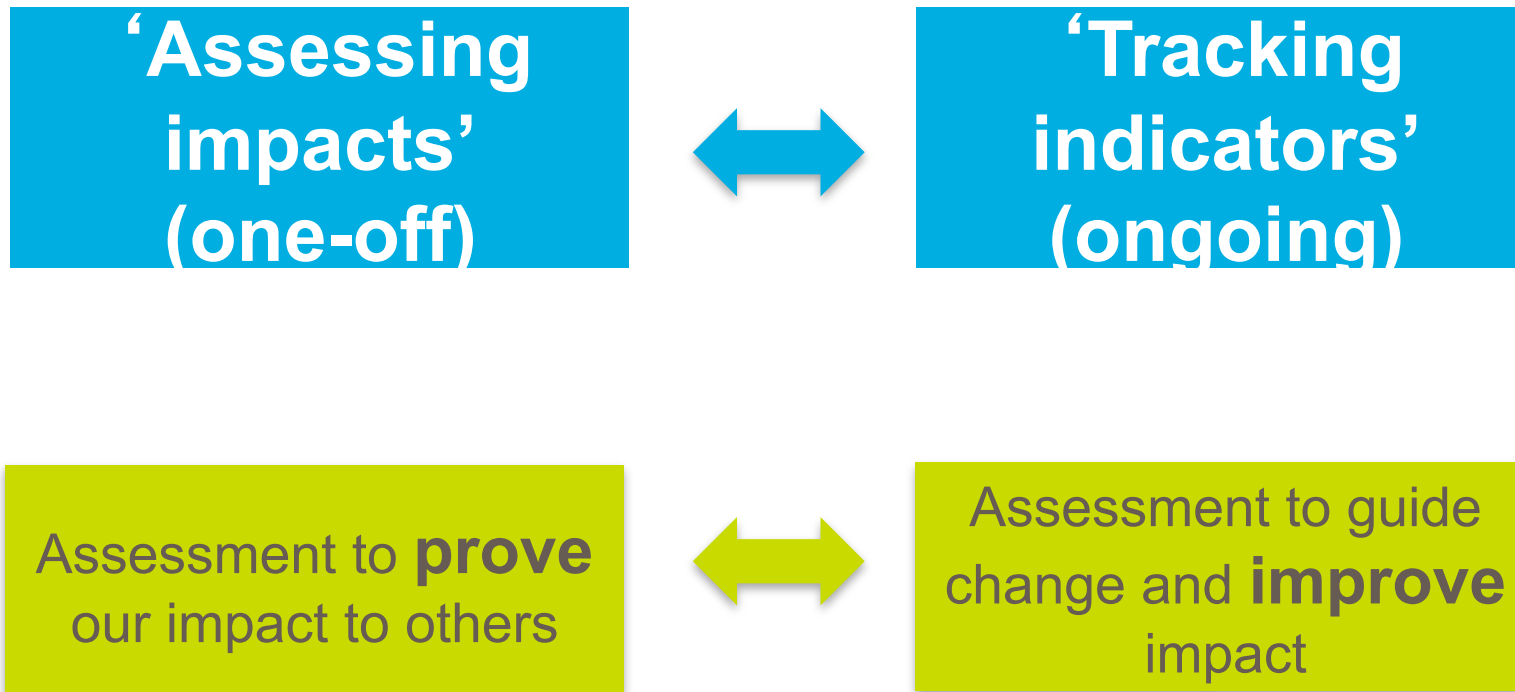 ‘Assessing
impacts’
(one-off)
‘Tracking
indicators’
(ongoing)
Assessment to prove
our impact to others
Assessment to guide
change and improve
impact